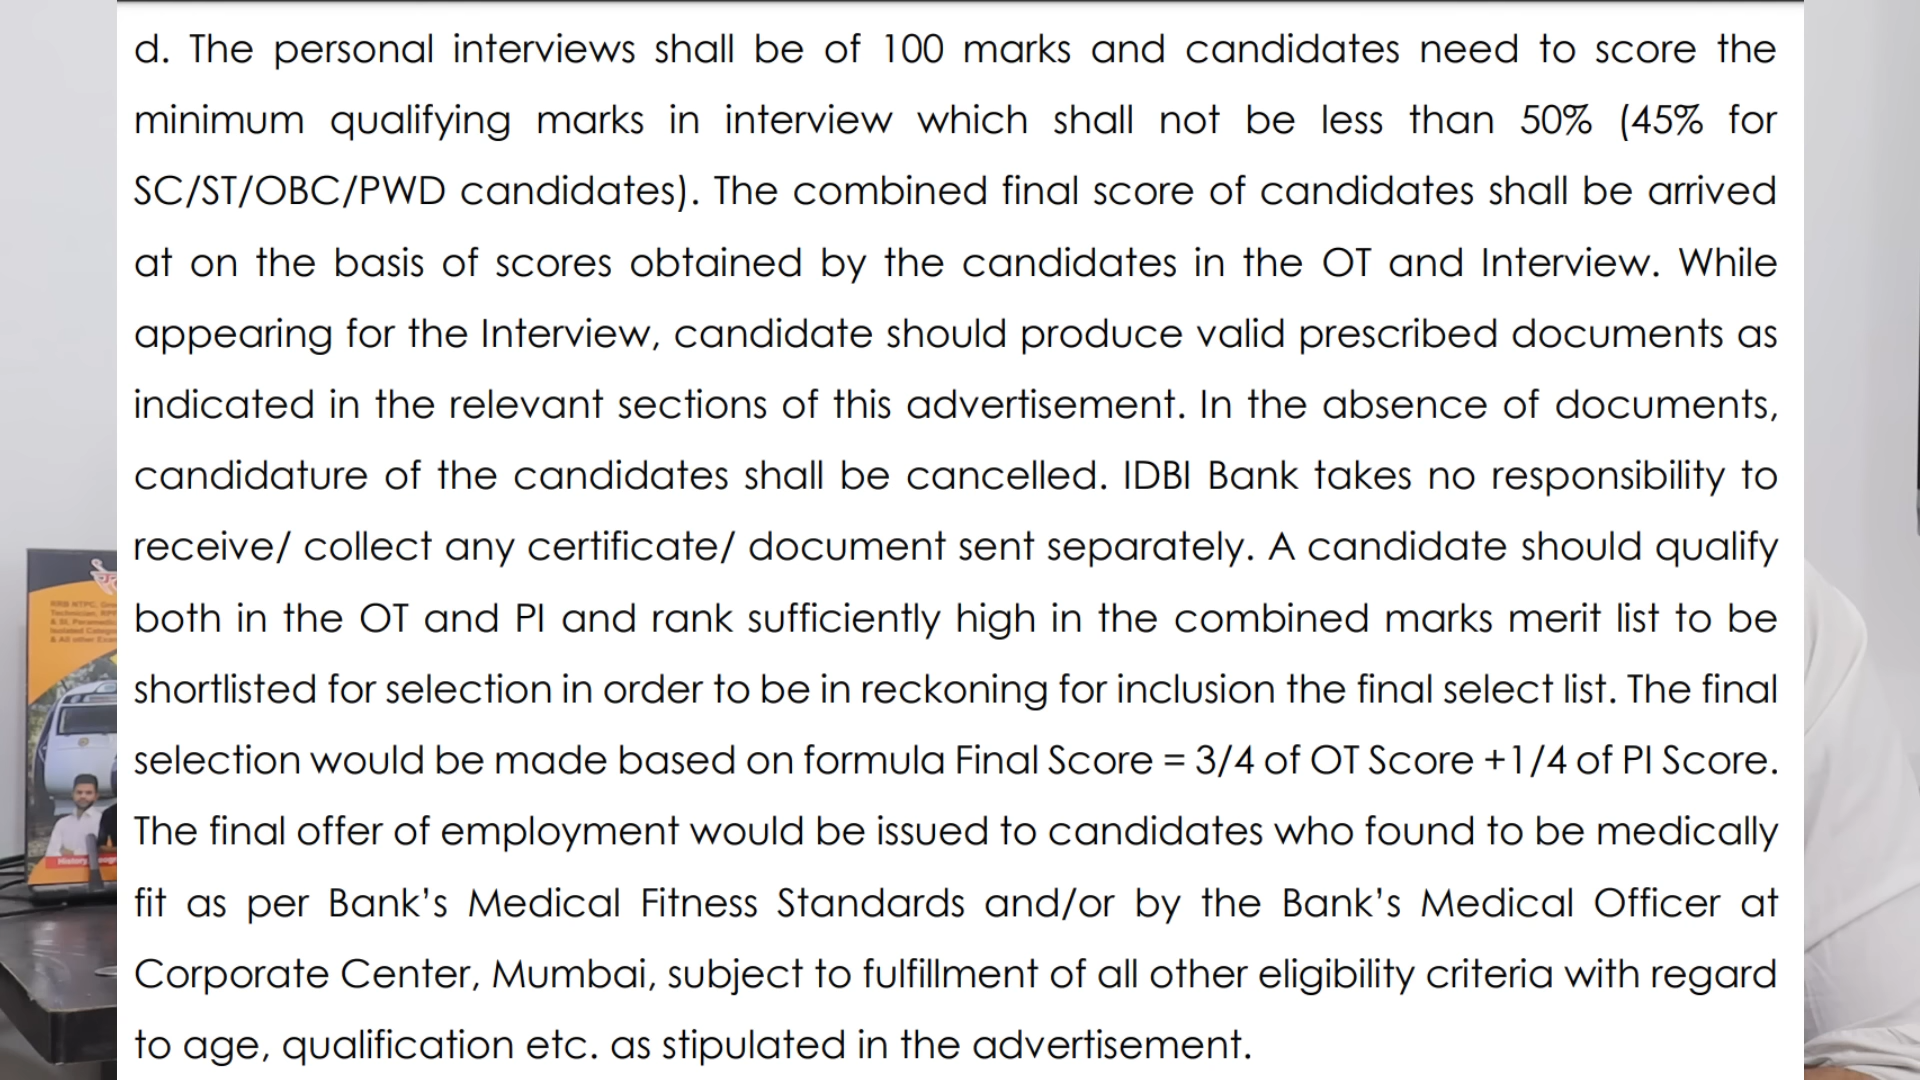 d. The personal interviews shall be of 100 marks and candidates need to score the
minimum qualifying marks in interview which shall not be less than 50% (45% for
SC/ST/OBC/PWD candidates). The combined final score of candidates shall be arrived
at on the basis of scores obtained by the candidates in the OT and Interview. While
appearing for the Interview, candidate should produce valid prescribed documents as
indicated in the relevant sections of this advertisement. In the absence of documents,
candidature of the candidates shall be cancelled. IDBI Bank takes no responsibility to
receive/ collect any certificate/ document sent separately. A candidate should qualify
both in the OT and PI and rank sufficiently high in the combined marks merit list to be
shortlisted for selection in order to be in reckoning for inclusion the final select list. The final
selection would be made based on formula Final Score = 3/4 of OT Score +1/4 of PI Score.
The final offer of employment would be issued to candidates who found to be medically
fit as per Bank's Medical Fitness Standards and/or by the Bank's Medical Officer at
Corporate Center, Mumbai, subject to fulfillment of all other eligibility criteria with regard
to age, qualification etc. as stipulated in the advertisement.
RRB NTPC,
Technician,
& SI,
& All other
History